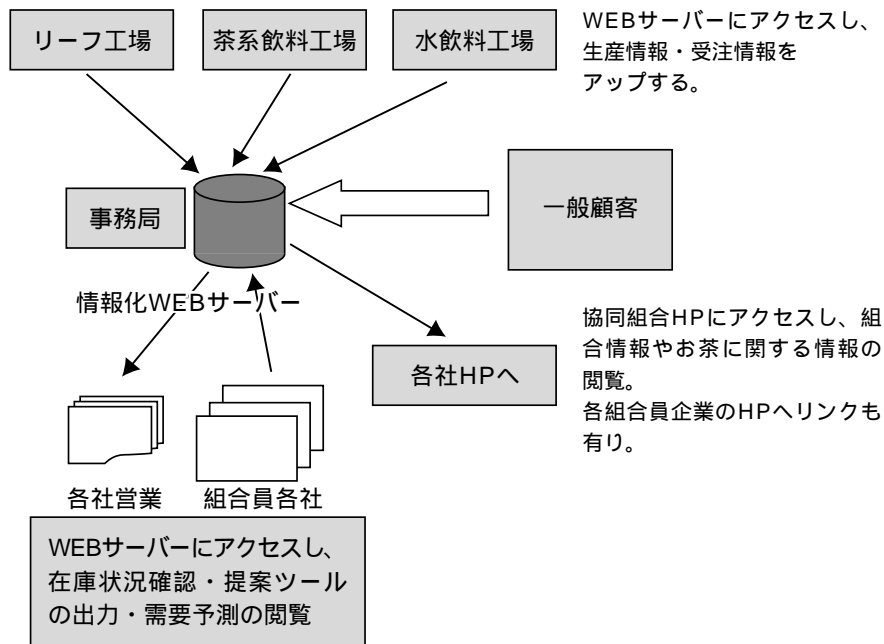 リーフ工場
茶系飲料工場
水飲料工場
WEBサーバーにアクセスし、
生産情報・受注情報を
アップする。
事務局
一般顧客
情報化WEBサーバー
各社HPへ
協同組合HPにアクセスし、組
合情報やお茶に関する情報の
閲覧。
各組合員企業のHPへリンクも
有り。
各社営業
組合員各社
WEBサーバーにアクセスし、
在庫状況確認・提案ツール
の出力・需要予測の閲覧